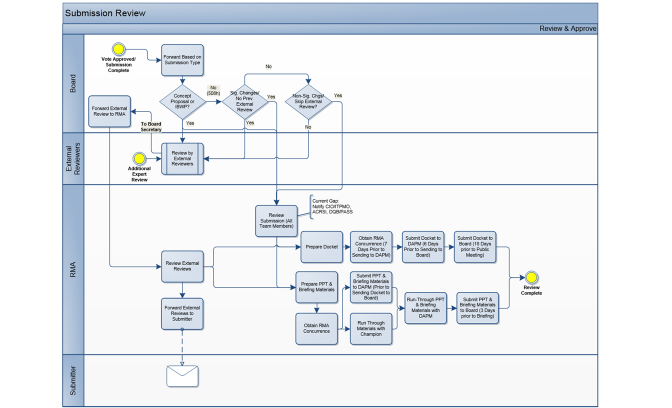 Submission Review
Review & Approve
Board
Vote Approved/
Submission
Complete
Forward Based on
Submission Type
No
Concept
Proposal or
IBWP?
No
(508h)
Sig. Changes/
No Prev.
External
Review
Yes
Non-Sig. Chgs/
Skip External
Review?
Yes
Forward External
Review to RMA
To Board
Secretary
Yes
Yes
No
External
Reviewers
Additional
Expert
Review
Review by
External
Reviewers
RMA
Review
Submission (All
Team Members)
Current Gap:
Notify CIO/ITPMO,
ACRSI, DQB/PASS
Prepare Docket
Obtain RMA
Concurrence (7
Days Prior to
Sending to DAPM)
Submit Docket to
DAPM (6 Days
Prior to Sending to
Board)
Submit Docket to
Board (10 Days
prior to Public
Meeting)
Review External
Reviews
Prepare PPT &
Briefing Materials
Submit PPT &
Briefing Materials
to DAPM (Prior to
Sending Docket to
Board)
Review
Complete
Forward External
Reviews to
Submitter
Obtain RMA
Concurrence
Run Through
Materials with
Champion
Run-Through PPT
& Briefing
Materials with
DAPM
Submit PPT &
Briefing Materials
to Board (3 Days
prior to Briefing)
Submitter